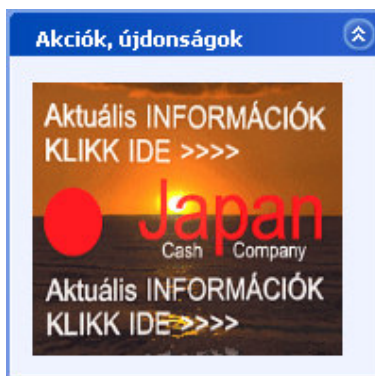 Akciók, újdonságok
Aktuális INFORMÁCIÓK
KLIKK IDE >>>>
Japan
Cash Company
Aktuális INFORMÁCIÓK
KLIKK IDE >>>>